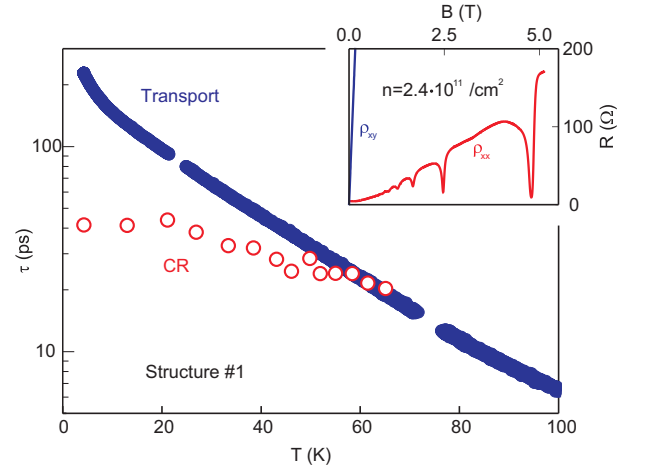 B (T)
0.0 2.5 5.0
200
100
0
R (Ω)
n=2.4•10¹¹ /cm²
ρxy
ρxx
τ (ps)
100
10
Transport
CR
Structure #1
0 20 40 60 80 100
T (K)